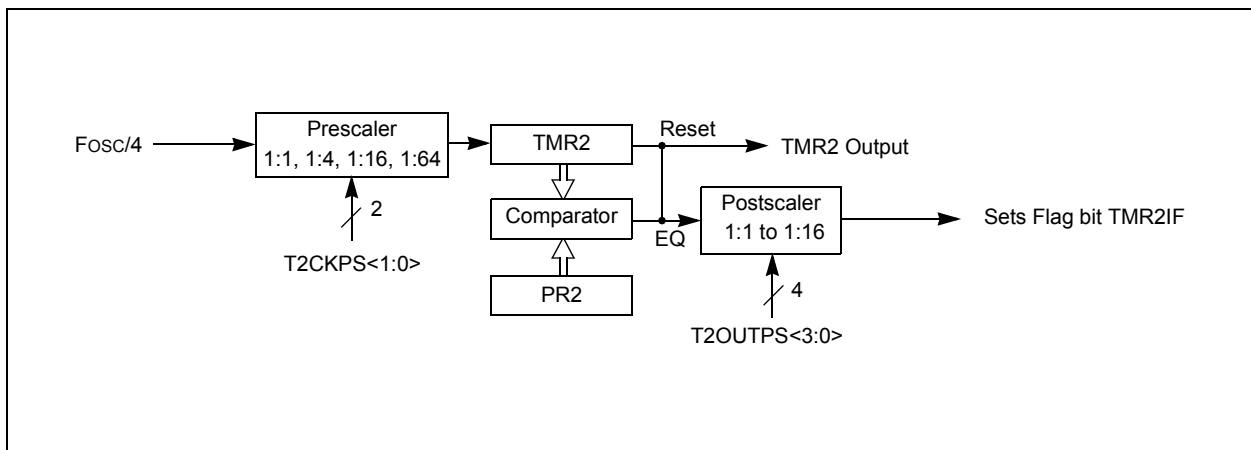 Fosc/4
Prescaler
1:1, 1:4, 1:16, 1:64
2
T2CKPS<1:0>
TMR2
Comparator
PR2
Reset
TMR2 Output
EQ
Postscaler
1:1 to 1:16
4
T2OUTPS<3:0>
Sets Flag bit TMR2IF